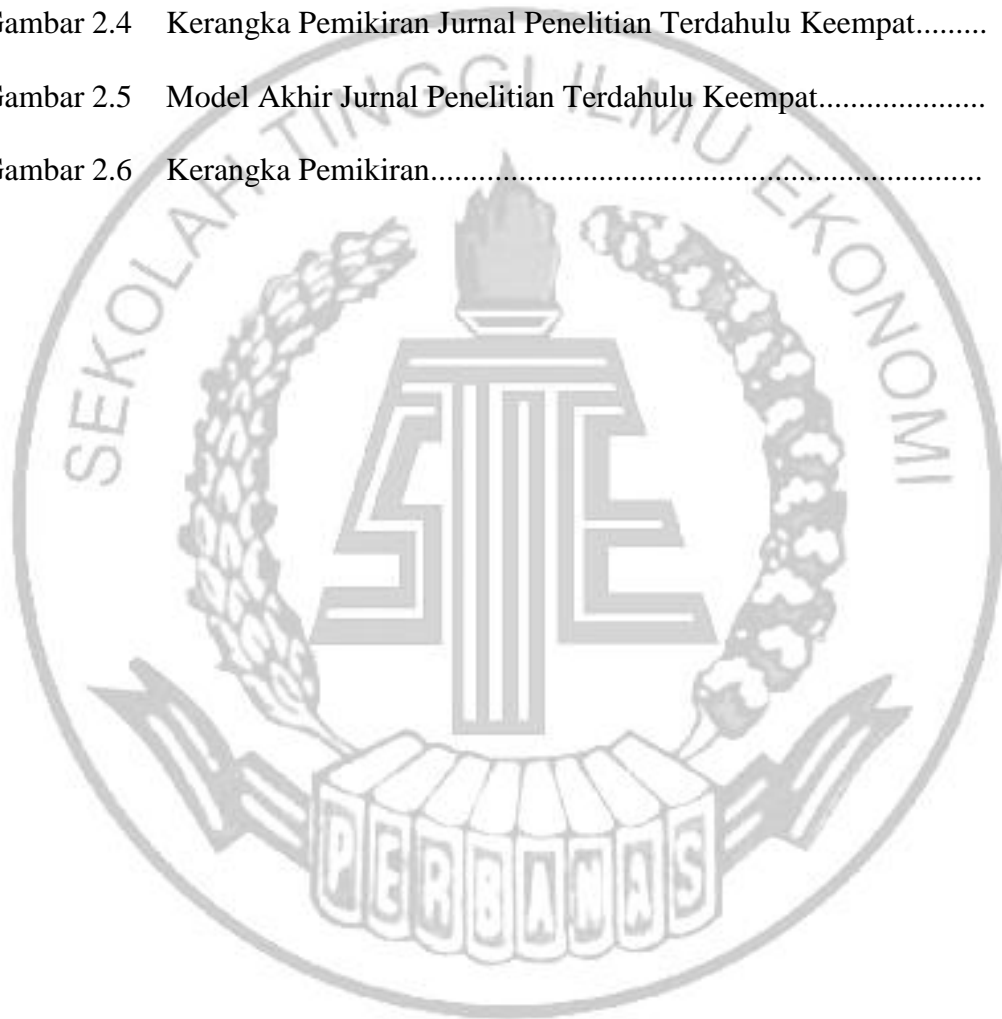 Gambar 2.4 Kerangka Pemikiran Jurnal Penelitian Terdahulu Keempat.........
Gambar 2.5 Model Akhir Jurnal Penelitian Terdahulu Keempat.....................
Gambar 2.6 Kerangka Pemikiran.....................................................................
SEKOLAH TINGGI ILMU EKONOMI
STIE
PERBANAS